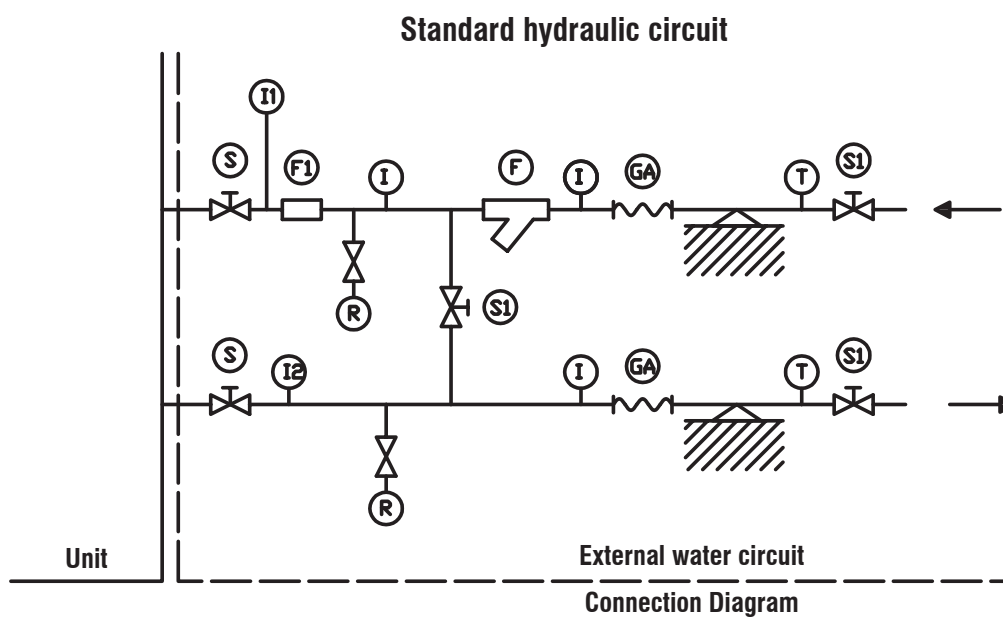 Standard hydraulic circuit
I1
S
F1
I
F
I
GA
T
S1
R
S1
S
I2
I
GA
T
S1
R
Unit
External water circuit
Connection Diagram